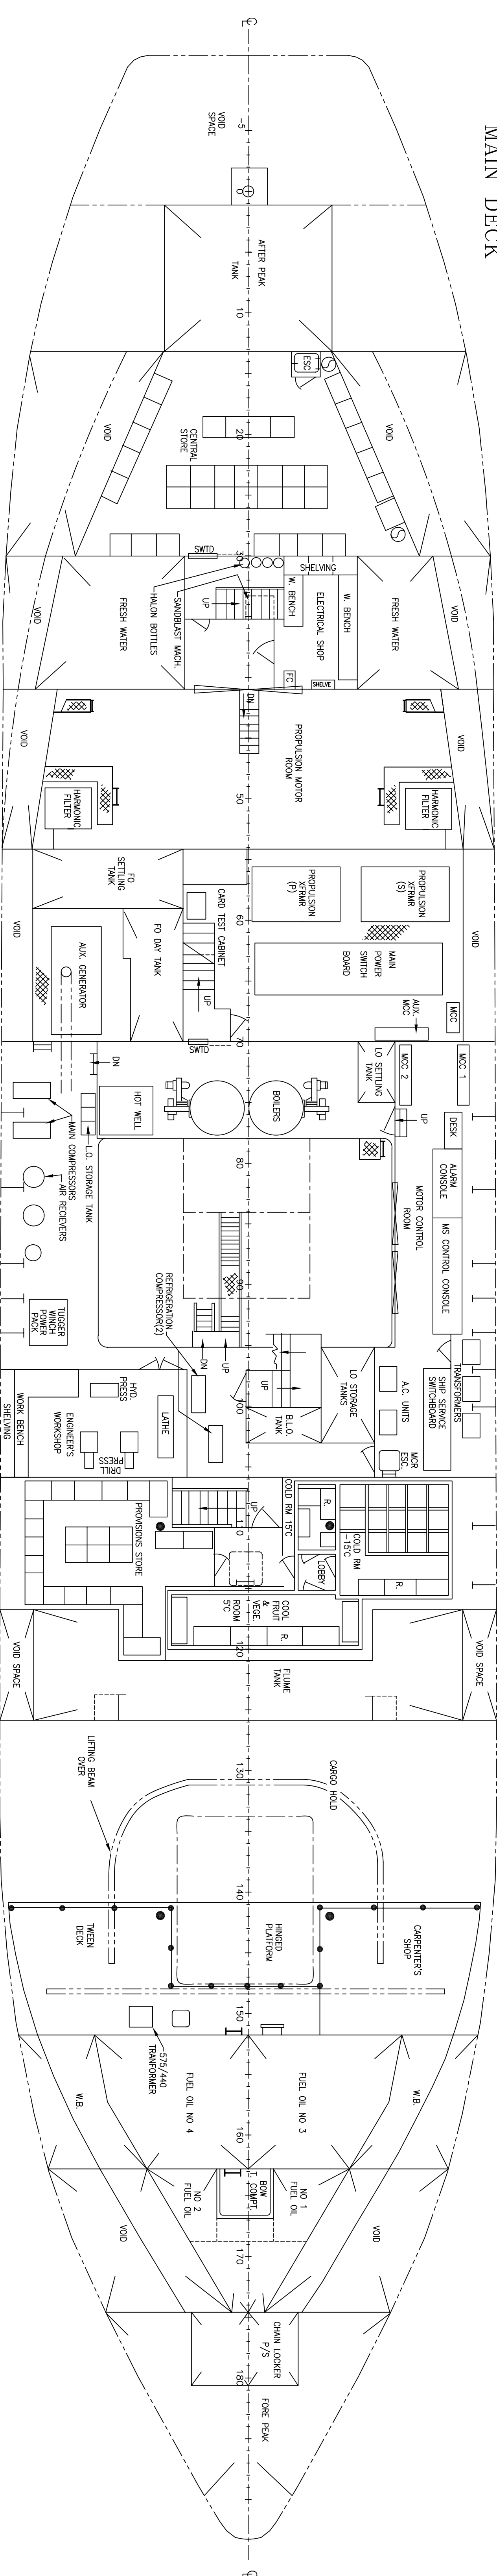 MAIN DECK
CL
VOID
SPACE
-5
0
AFTER PEAK
TANK
10
ESC
S
VOID
VOID
20
CENTRAL
STORE
S
30
SWTD
SHELVING
W. BENCH
W. BENCH
ELECTRICAL SHOP
FRESH WATER
FRESH WATER
VOID
VOID
UP
SANDBLAST MACH.
HALON BOTTLES
FC
SHELVE
DN
PROPULSION MOTOR
ROOM
VOID
VOID
50
HARMONIC
FILTER
HARMONIC
FILTER
FO
SETTLING
TANK
PROPULSION
XFRMR
(P)
PROPULSION
XFRMR
(S)
CARD TEST CABINET
60
FO DAY TANK
VOID
VOID
AUX. GENERATOR
UP
MAIN
POWER
SWITCH
BOARD
AUX.
MCC
MCC
SWTD
70
DN
LO SETTLING
TANK
MCC 2
MCC 1
HOT WELL
BOILERS
UP
DESK
L.O. STORAGE TANK
MAIN COMPRESSORS
AIR RECIEVERS
80
ALARM
CONSOLE
MOTOR CONTROL
ROOM
MS CONTROL CONSOLE
90
TUGGER
WINCH
POWER
PACK
REFRIGERATION
COMPRESSOR(2)
DN
UP
UP
100
LO STORAGE
TANKS
B.L.O.
TANK
A.C. UNITS
TRANSFORMERS
SHIP SERVICE
SWITCHBOARD
MCR
ESC.
HYD.
PRESS
LATHE
ENGINEER'S
WORKSHOP
DRILL
PRESS
WORK BENCH
SHELVING
110
UP
COLD RM 15°C
R.
COLD RM
-15°C
R.
LOBBY
PROVISIONS STORE
COOL
FRUIT
&
VEGE.
ROOM
5°C
R.
120
VOID SPACE
VOID SPACE
FLUME
TANK
130
LIFTING BEAM
OVER
CARGO HOLD
140
TWEEN
DECK
HINGED
PLATFORM
CARPENTER'S
SHOP
150
575/440
TRANFORMER
W.B.
W.B.
FUEL OIL NO 4
FUEL OIL NO 3
160
NO 2
FUEL OIL
BOW
T. COMPT.
NO 1
FUEL OIL
VOID
VOID
170
CHAIN LOCKER
P/S
180
FORE PEAK